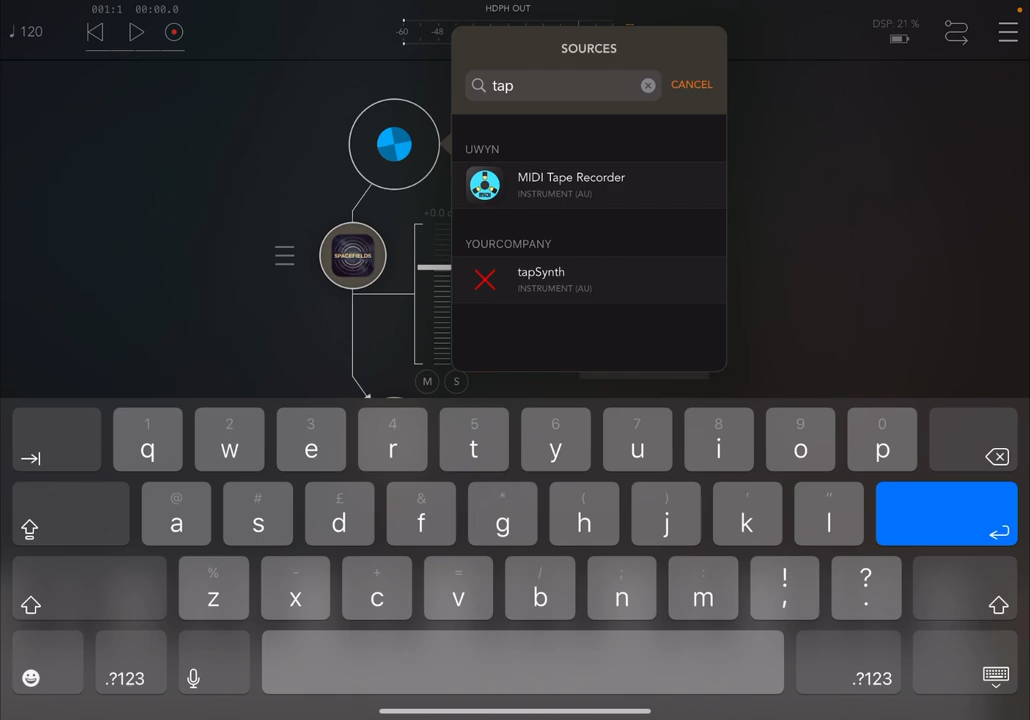 HDPH OUT
001:1 00:00.0
120
-60 -48
DSP: 21 %
SOURCES
tap
CANCEL
UWYN
MIDI Tape Recorder
INSTRUMENT (AU)
YOURCOMPANY
tapSynth
INSTRUMENT (AU)
SPACEFIELDS
+0.0
M S
1 2 3 4 5 6 7 8 9 0
q w e r t y u i o p
@ # £ & * ( ) ' "
a s d f g h j k l
% - + = / ; : ! ?
z x c v b n m , .
.?123 .?123